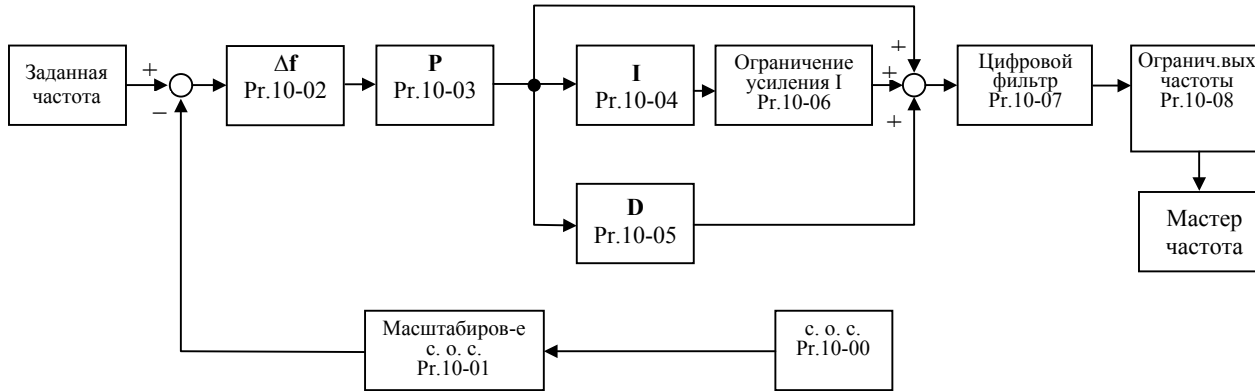 Заданная
частота
+
−
Δf
Pr.10-02
P
Pr.10-03
I
Pr.10-04
Ограничение
усиления I
Pr.10-06
D
Pr.10-05
+
+
+
Цифровой
фильтр
Pr.10-07
Огранич.вых
частоты
Pr.10-08
Мастер
частота
Масштабиров-е
с. о. с.
Pr.10-01
с. о. с.
Pr.10-00